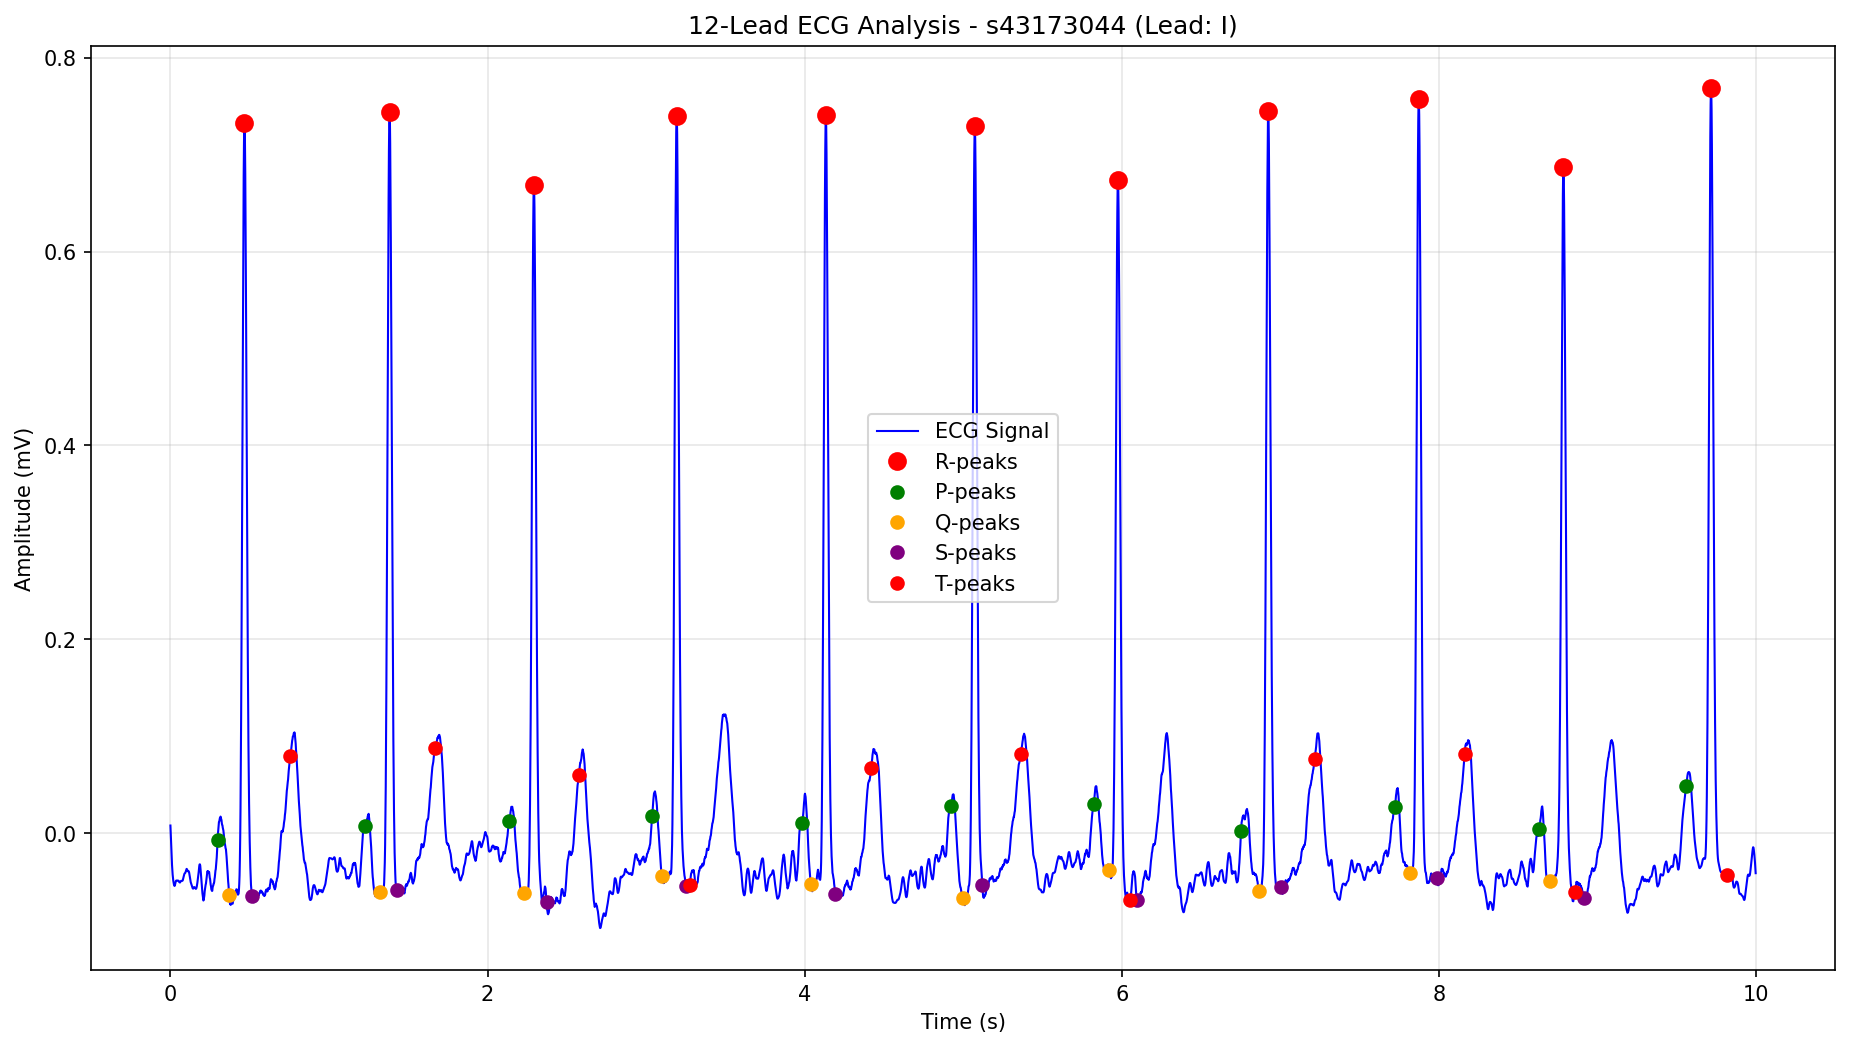 12-Lead ECG Analysis - s43173044 (Lead: I)
Amplitude (mV)
0.8
0.6
0.4
0.2
0.0
ECG Signal
R-peaks
P-peaks
Q-peaks
S-peaks
T-peaks
0 2 4 6 8 10
Time (s)